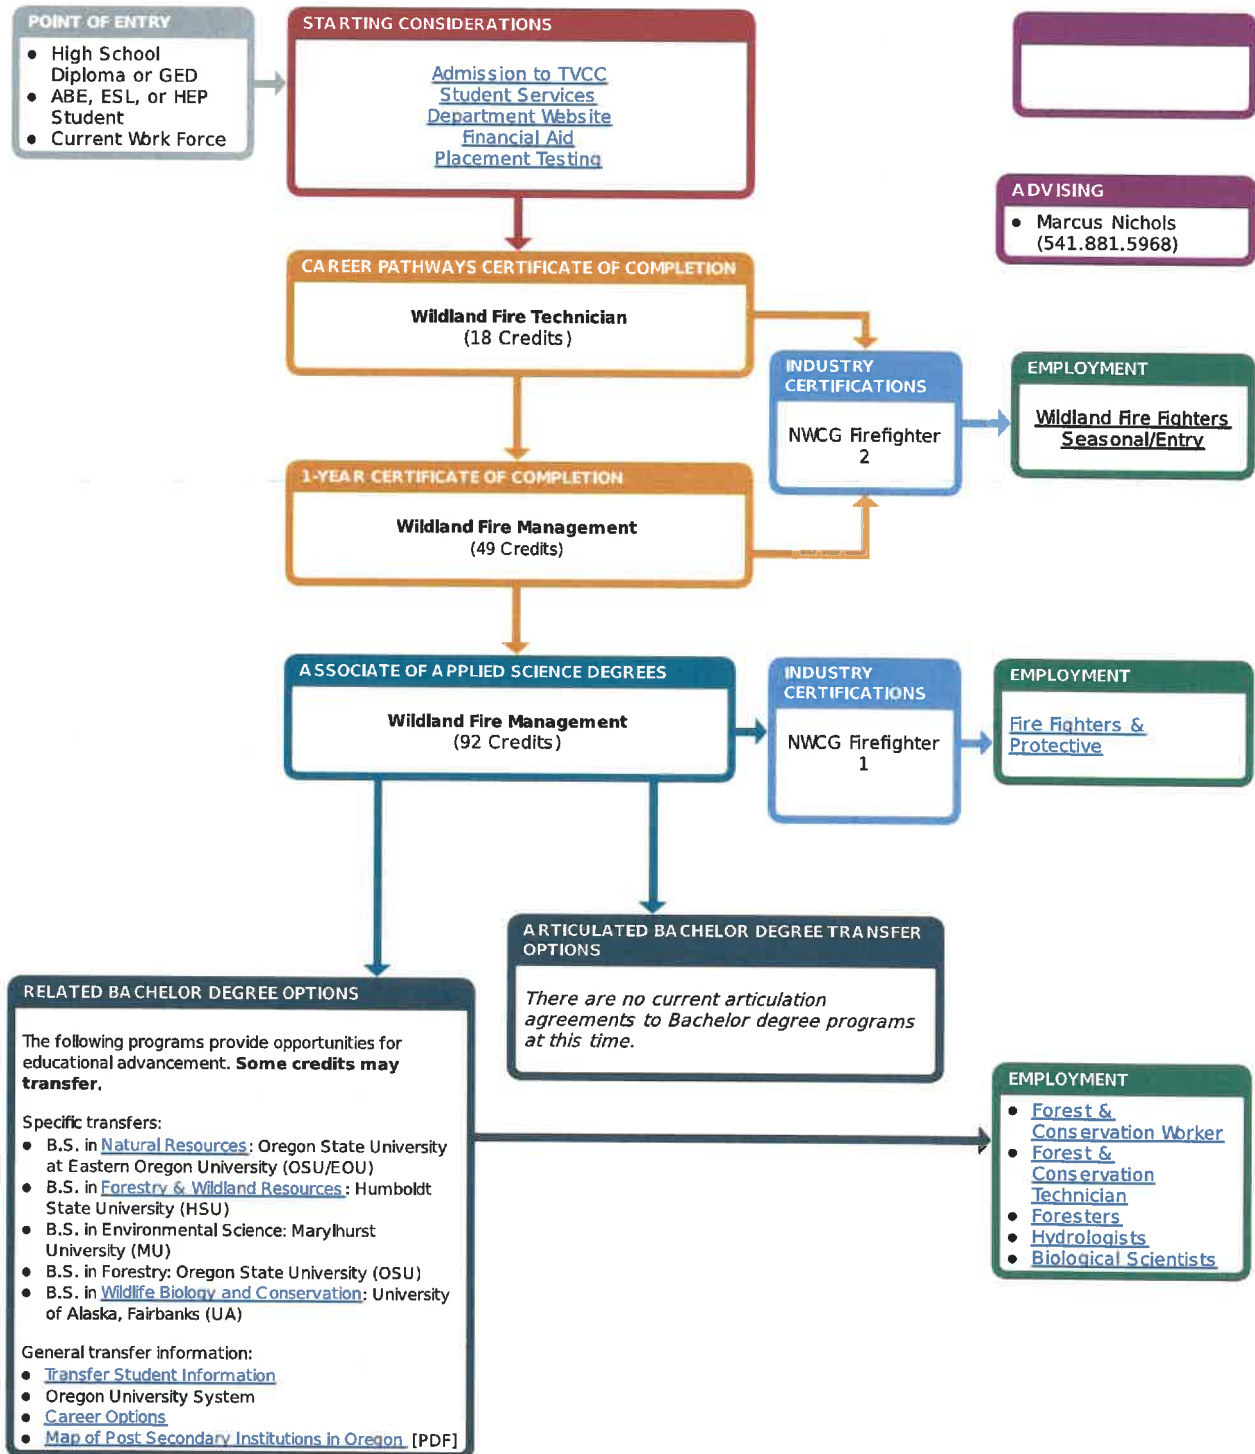 POINT OF ENTRY
● High School
Diploma or GED
● ABE, ESL, or HEP
Student
● Current Work Force
STARTING CONSIDERATIONS
Admission to TVCC
Student Services
Department Website
Financial Aid
Placement Testing
ADVISING
● Marcus Nichols
(541.881.5968)
CAREER PATHWAYS CERTIFICATE OF COMPLETION
Wildland Fire Technician
(18 Credits)
INDUSTRY
CERTIFICATIONS
NWCG Firefighter
2
EMPLOYMENT
Wildland Fire Fighters
Seasonal/Entry
1-YEAR CERTIFICATE OF COMPLETION
Wildland Fire Management
(49 Credits)
ASSOCIATE OF APPLIED SCIENCE DEGREES
Wildland Fire Management
(92 Credits)
INDUSTRY
CERTIFICATIONS
NWCG Firefighter
1
EMPLOYMENT
Fire Fighters &
Protective
ARTICULATED BACHELOR DEGREE TRANSFER
OPTIONS
There are no current articulation
agreements to Bachelor degree programs
at this time.
RELATED BACHELOR DEGREE OPTIONS
The following programs provide opportunities for
educational advancement. Some credits may
transfer.
Specific transfers:
● B.S. in Natural Resources: Oregon State University
at Eastern Oregon University (OSU/EOU)
● B.S. in Forestry & Wildland Resources: Humboldt
State University (HSU)
● B.S. in Environmental Science: Marylhurst
University (MU)
● B.S. in Forestry: Oregon State University (OSU)
● B.S. in Wildlife Biology and Conservation: University
of Alaska, Fairbanks (UA)
General transfer information:
● Transfer Student Information
● Oregon University System
● Career Options
● Map of Post Secondary Institutions in Oregon [PDF]
EMPLOYMENT
● Forest &
Conservation Worker
● Forest &
Conservation
Technician
● Foresters
● Hydrologists
● Biological Scientists